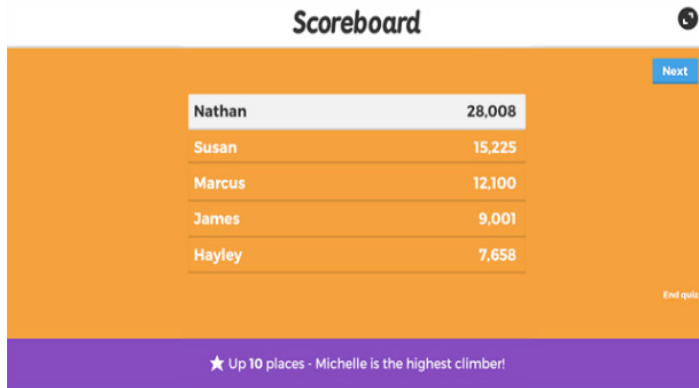 Scoreboard
Next
Nathan 28,008
Susan 15,225
Marcus 12,100
James 9,001
Hayley 7,658
End quiz
Up 10 places - Michelle is the highest climber!